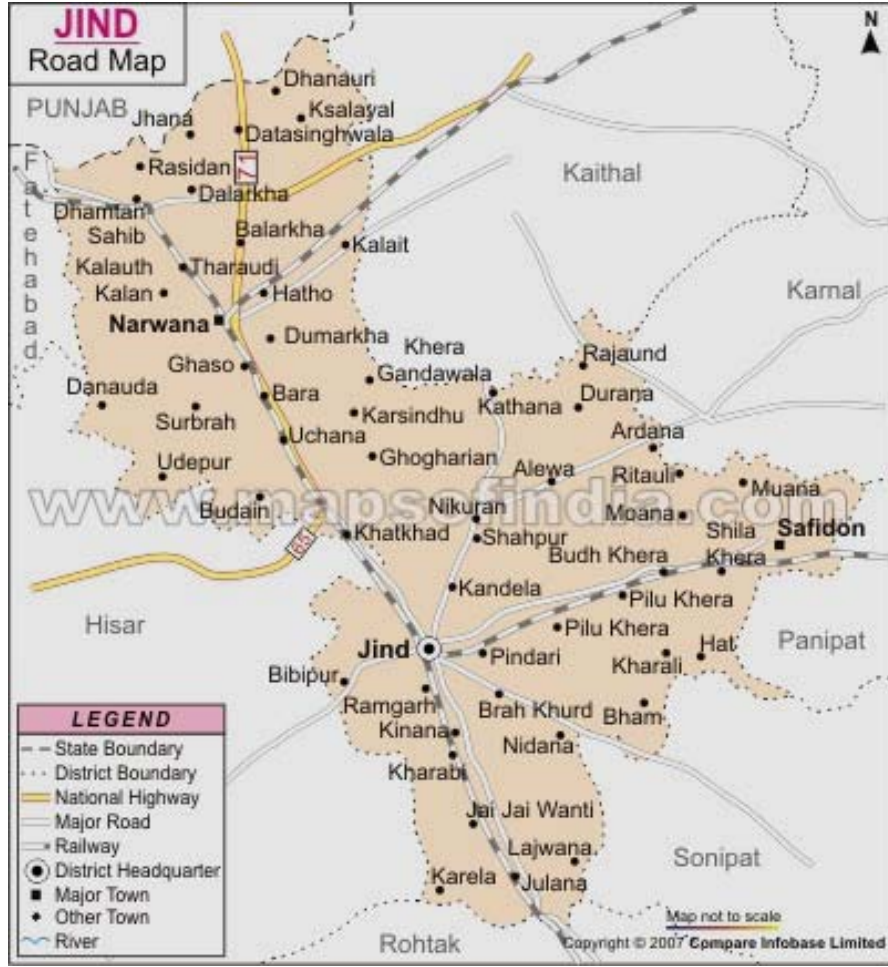 JIND
Road Map
N
PUNJAB
Fatehabad
Kaithal
Karnal
Panipat
Sonipat
Rohtak
Hisar
Dhanauri
Ksalayal
Jhana
Datasinghwala
71
Rasidan
Dalarkha
Dhamtan
Sahib
Balarkha
Kalait
Kalauth
Tharaudi
Kalan
Hatho
Narwana
Dumarkha
Ghaso
Khera
Gandawala
Rajaund
Danauda
Bara
Kathana
Durana
Surbrah
Karsindhu
Uchana
Ardana
Udepur
Ghogharian
Alewa
Ritauli
Muana
www.mapsofindia.com
Budain
Nikuran
Moana
Shila
Safidon
65
Khatkhad
Shahpur
Budh Khera
Khera
Kandela
Pilu Khera
Jind
Pilu Khera
Hat
Bibipur
Pindari
Kharali
Ramgarh
Brah Khurd
Bham
Kinana
Nidana
Kharabi
Jai Jai Wanti
Lajwana
Karela
Julana
LEGEND
State Boundary
District Boundary
National Highway
Major Road
Railway
District Headquarter
Major Town
Other Town
River
Map not to scale
Copyright © 2007 Compare Infobase Limited